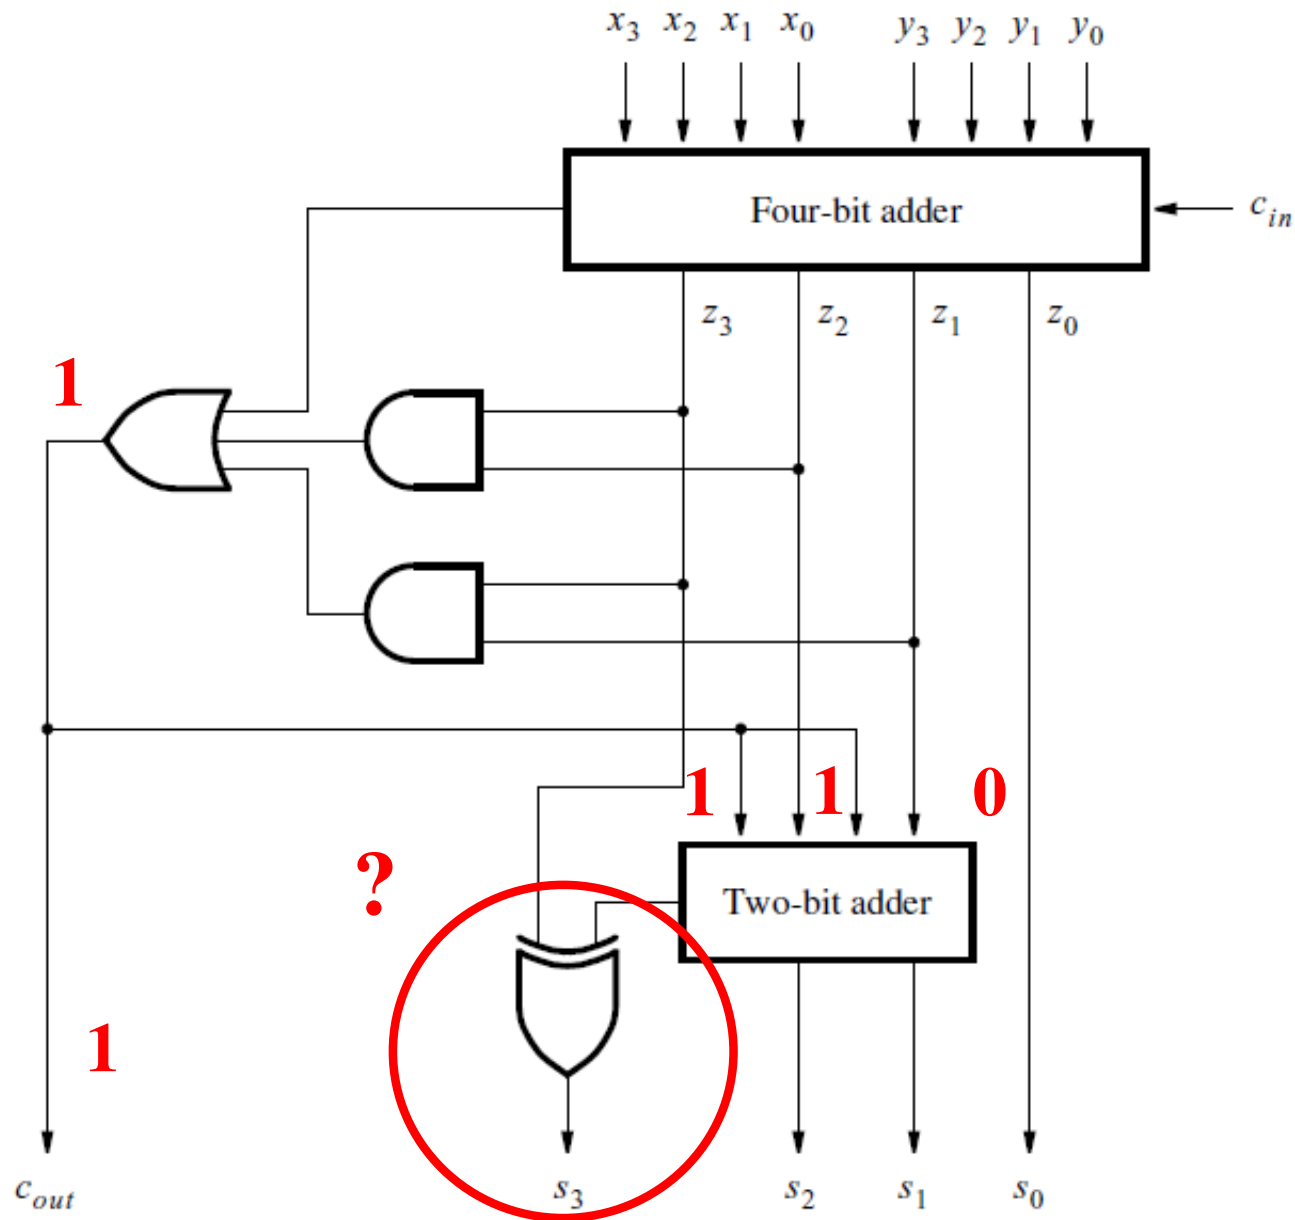 x3 x2 x1 x0 y3 y2 y1 y0
Four-bit adder
cin
z3 z2 z1 z0
1
1 1 0
?
Two-bit adder
1
cout s3 s2 s1 s0